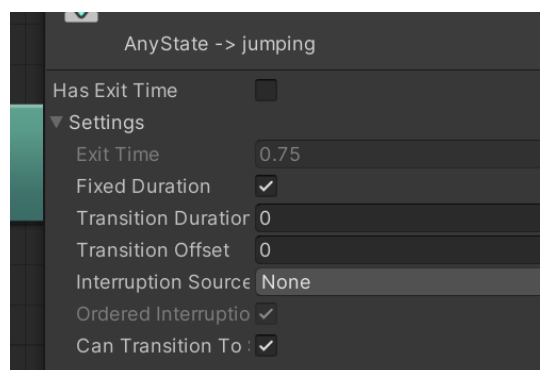 AnyState -> jumping
Has Exit Time
Settings
Exit Time 0.75
Fixed Duration
Transition Duration 0
Transition Offset 0
Interruption Source None
Ordered Interruptio
Can Transition To